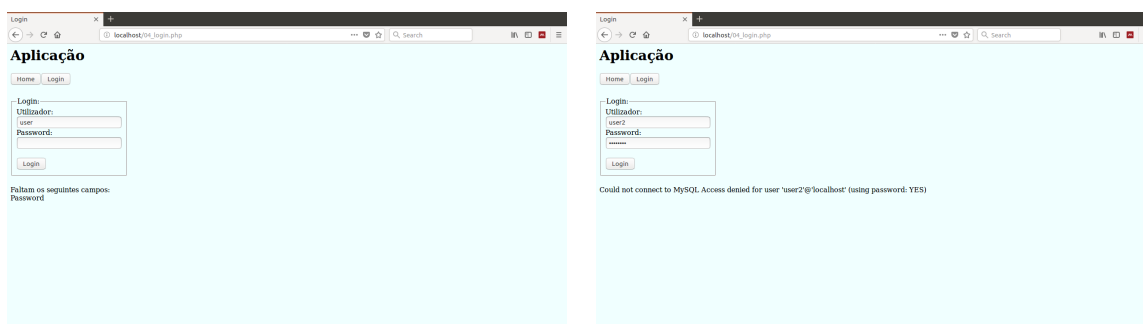 Login × +
localhost/04_login.php ••• Search
Aplicação
Home Login
Login:
Utilizador:
user
Password:
Login
Faltam os seguintes campos:
Password
Login × +
localhost/04_login.php ••• Search
Aplicação
Home Login
Login:
Utilizador:
user2
Password:
••••••••
Login
Could not connect to MySQL Access denied for user 'user2'@'localhost' (using password: YES)